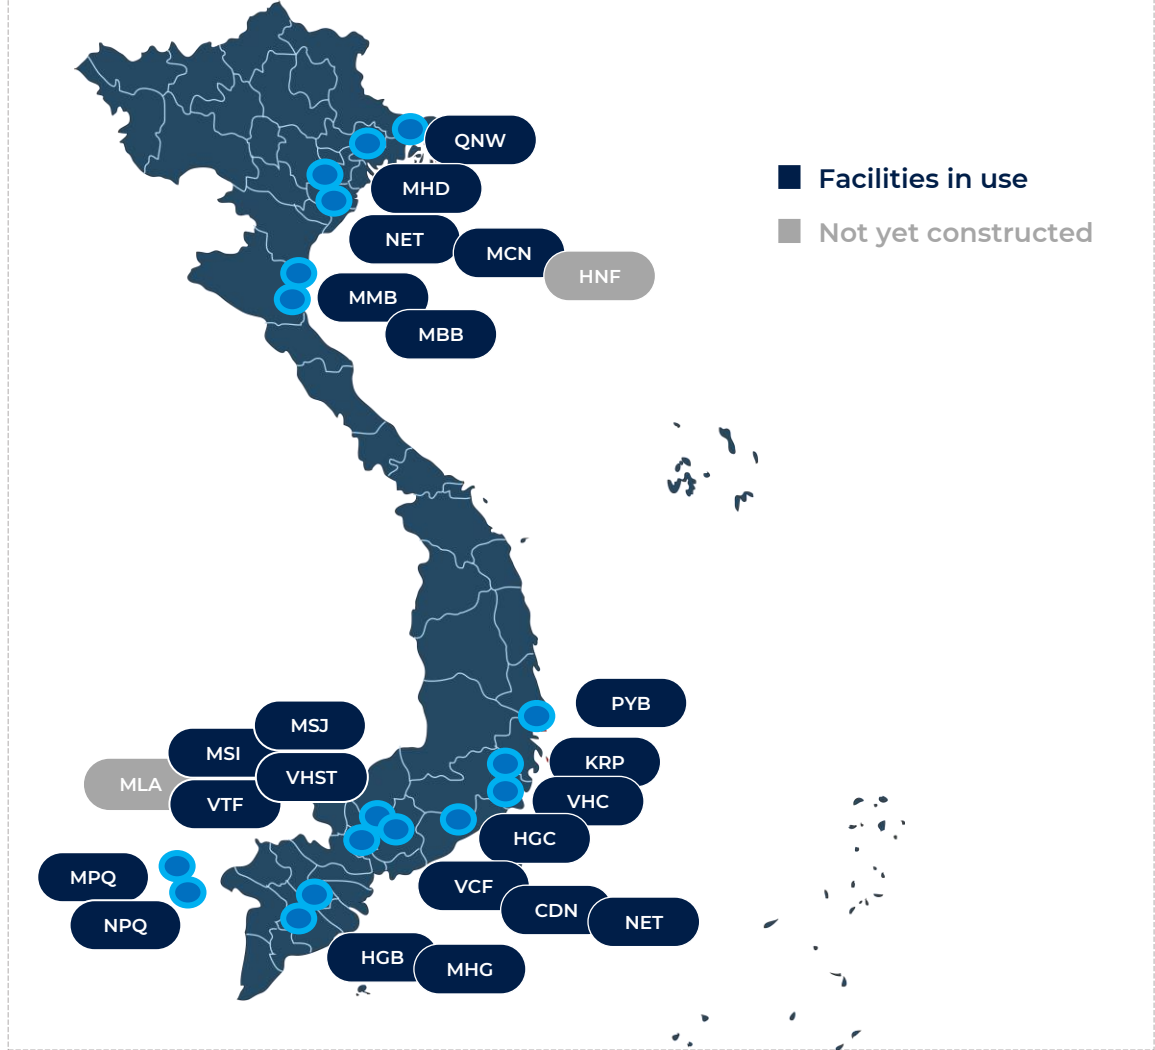 QNW
Facilities in use
MHD
Not yet constructed
NET
MCN
HNF
MMB
MBB
PYB
MSJ
MSI
KRP
VHST
MLA
VHC
VTF
HGC
MPQ
VCF
CDN
NET
NPQ
HGB
MHG